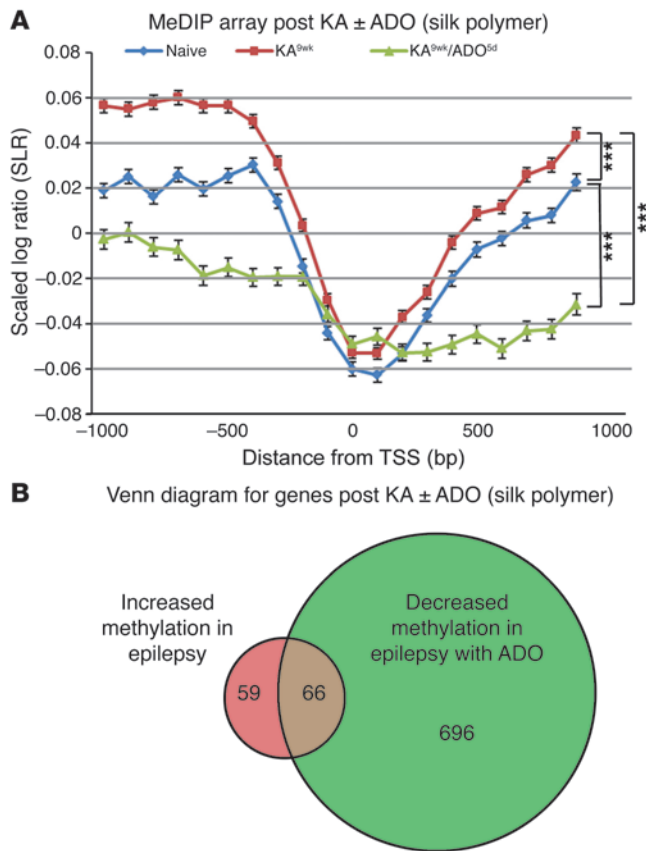 A
MeDIP array post KA ± ADO (silk polymer)
Naive KA9wk KA9wk/ADO5d
Scaled log ratio (SLR)
0.08
0.06
0.04
0.02
0
–0.02
–0.04
–0.06
–0.08
***
***
***
–1000 –500 0 500 1000
Distance from TSS (bp)
B
Venn diagram for genes post KA ± ADO (silk polymer)
Increased
methylation in
epilepsy
Decreased
methylation in
epilepsy with ADO
59 66
696